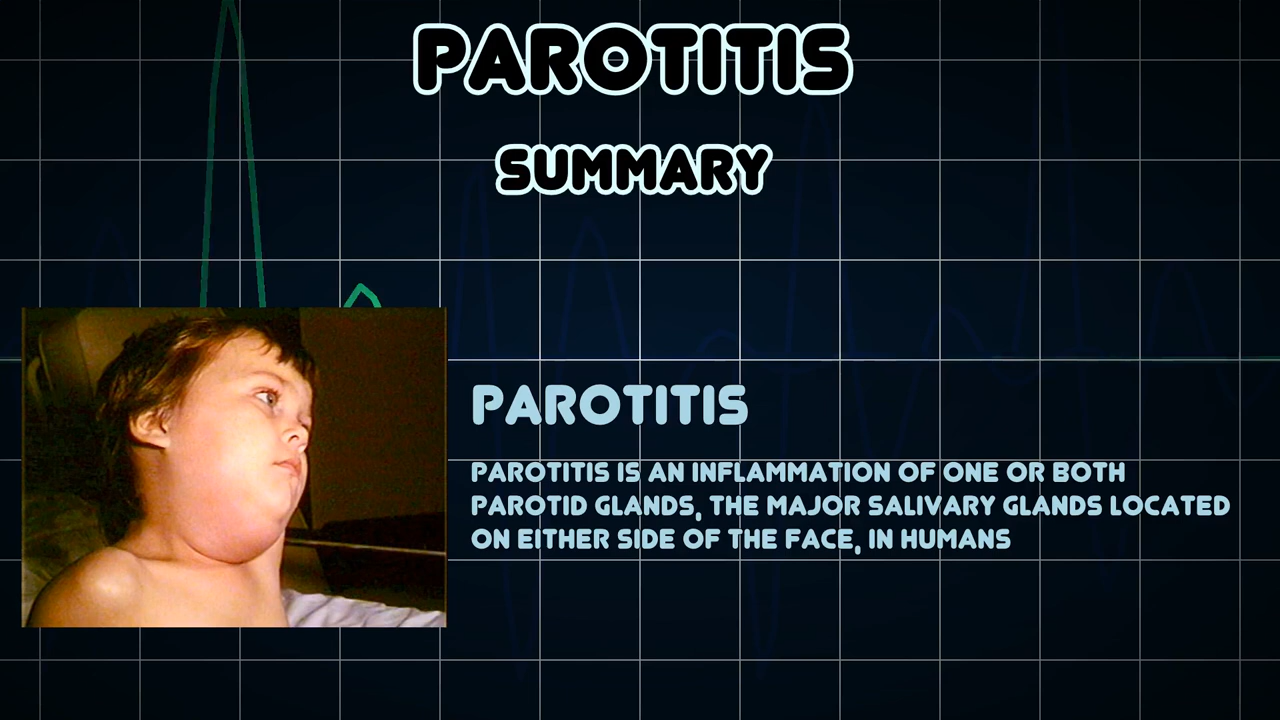 PAROTITIS
SUMMARY
PAROTITIS
PAROTITIS IS AN INFLAMMATION OF ONE OR BOTH
PAROTID GLANDS, THE MAJOR SALIVARY GLANDS LOCATED
ON EITHER SIDE OF THE FACE, IN HUMANS